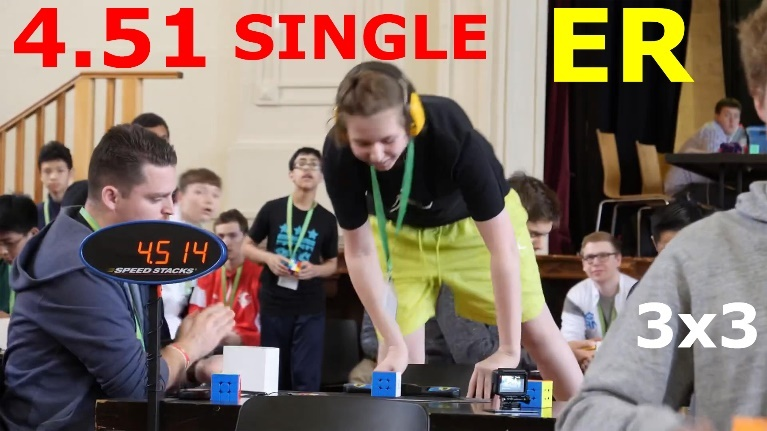 4.51 SINGLE ER
4.514
SPEED STACKS
3x3